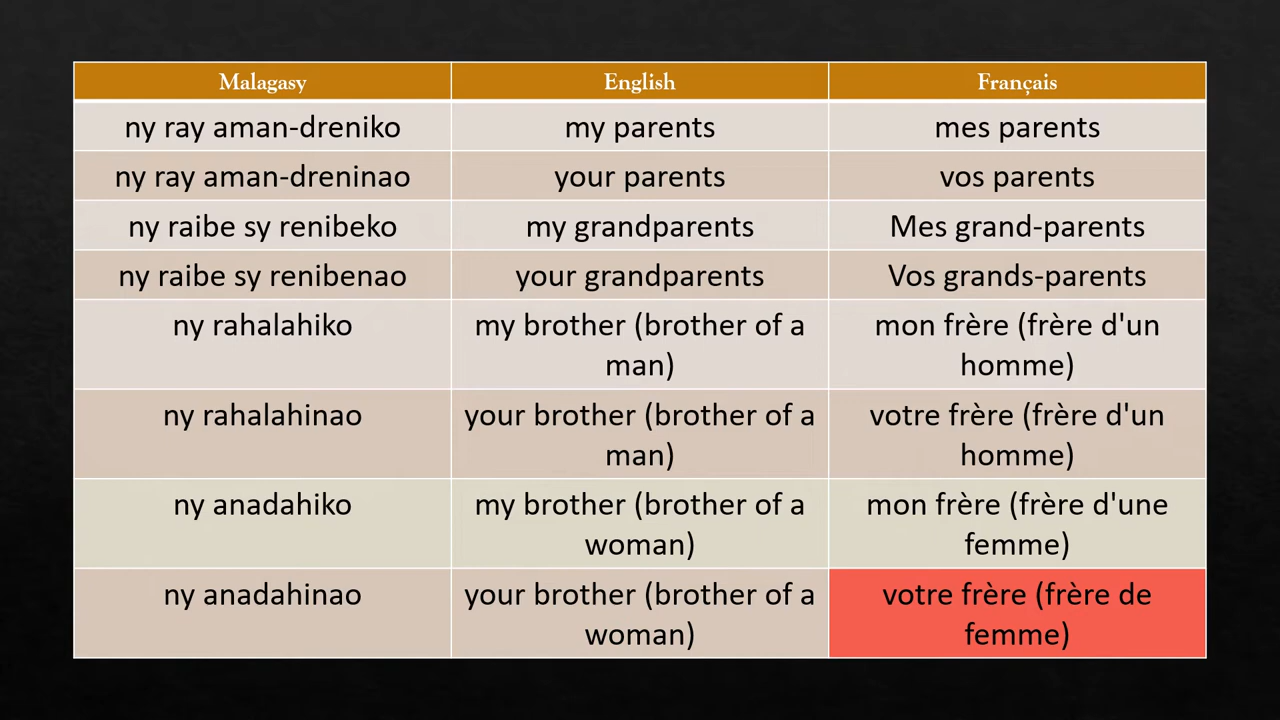 Malagasy English Français
ny ray aman-dreniko my parents mes parents
ny ray aman-dreninao your parents vos parents
ny raibe sy renibeko my grandparents Mes grand-parents
ny raibe sy renibenao your grandparents Vos grands-parents
ny rahalahiko my brother (brother of a mon frère (frère d'un
man) homme)
ny rahalahinao your brother (brother of a votre frère (frère d'un
man) homme)
ny anadahiko my brother (brother of a mon frère (frère d'une
woman) femme)
ny anadahinao your brother (brother of a votre frère (frère de
woman) femme)